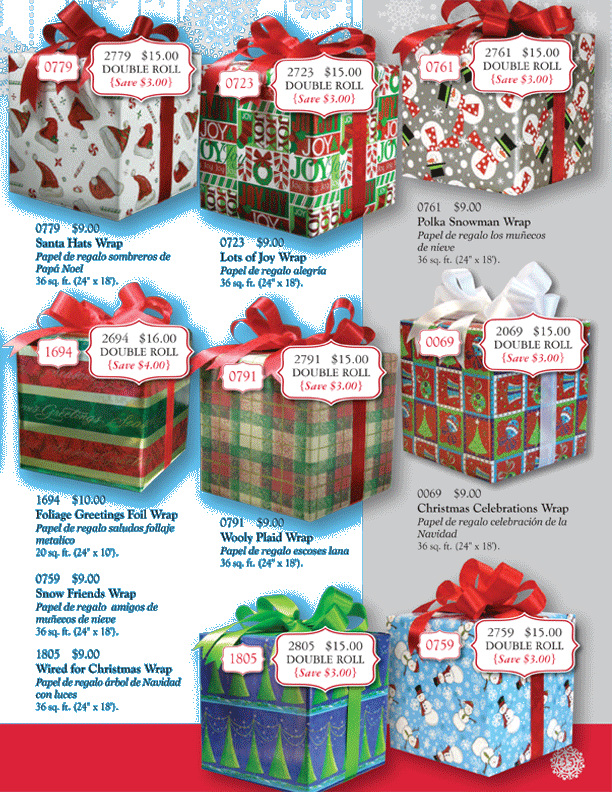 0779
2779 $15.00
DOUBLE ROLL
{Save $3.00}
0723
2723 $15.00
DOUBLE ROLL
{Save $3.00}
0761
2761 $15.00
DOUBLE ROLL
{Save $3.00}
JOY
JOY
JOY
JOY
0779 $9.00
Santa Hats Wrap
Papel de regalo sombreros de
Papá Noel
36 sq. ft. (24" x 18').
0723 $9.00
Lots of Joy Wrap
Papel de regalo alegría
36 sq. ft. (24" x 18').
0761 $9.00
Polka Snowman Wrap
Papel de regalo los muñecos
de nieve
36 sq. ft. (24" x 18').
1694
2694 $16.00
DOUBLE ROLL
{Save $4.00}
0791
2791 $15.00
DOUBLE ROLL
{Save $3.00}
0069
2069 $15.00
DOUBLE ROLL
{Save $3.00}
Greetings
1694 $10.00
Foliage Greetings Foil Wrap
Papel de regalo saludos follaje
metalico
20 sq. ft. (24" x 10').
0791 $9.00
Wooly Plaid Wrap
Papel de regalo escoses lana
36 sq. ft. (24" x 18').
0069 $9.00
Christmas Celebrations Wrap
Papel de regalo celebración de la
Navidad
36 sq. ft. (24" x 18').
0759 $9.00
Snow Friends Wrap
Papel de regalo amigos de
muñecos de nieve
36 sq. ft. (24" x 18').
1805 $9.00
Wired for Christmas Wrap
Papel de regalo árbol de Navidad
con luces
36 sq. ft. (24" x 18').
1805
2805 $15.00
DOUBLE ROLL
{Save $3.00}
0759
2759 $15.00
DOUBLE ROLL
{Save $3.00}